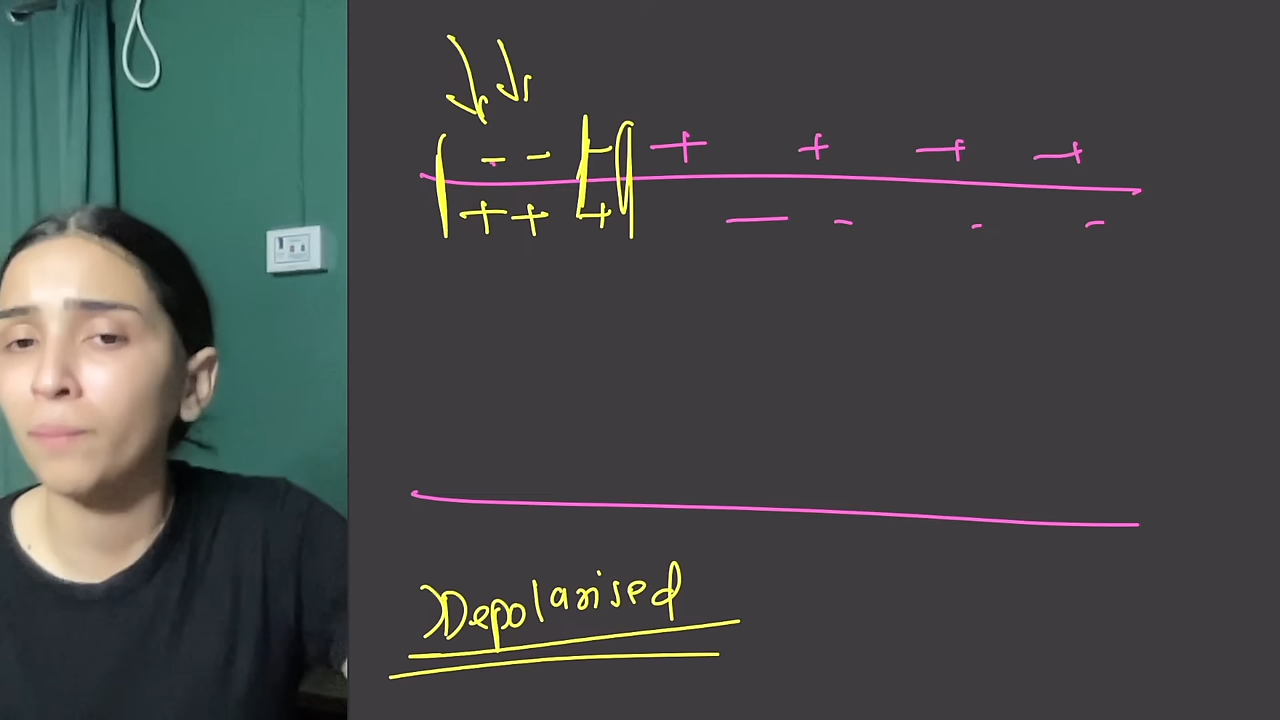 - - - + + + +
+ + + - - - -
Depolarised